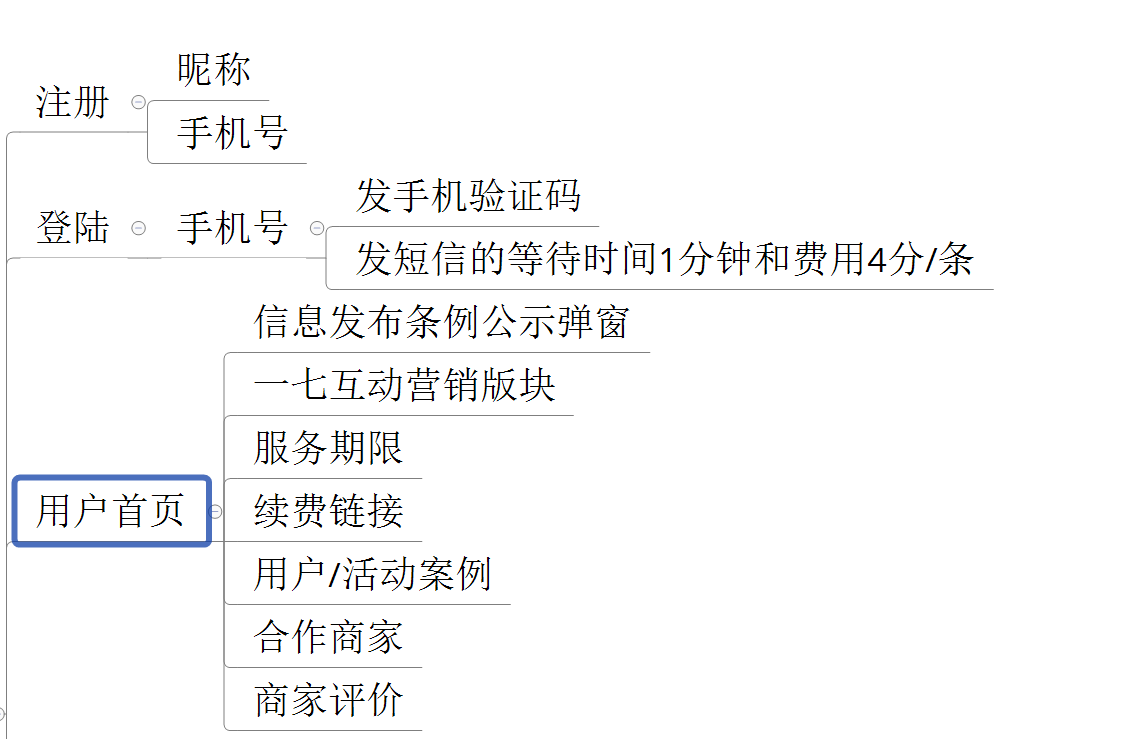 昵称
注册
手机号
发手机验证码
登陆
手机号
发短信的等待时间1分钟和费用4分/条
信息发布条例公示弹窗
一七互动营销版块
服务期限
用户首页
续费链接
用户/活动案例
合作商家
商家评价